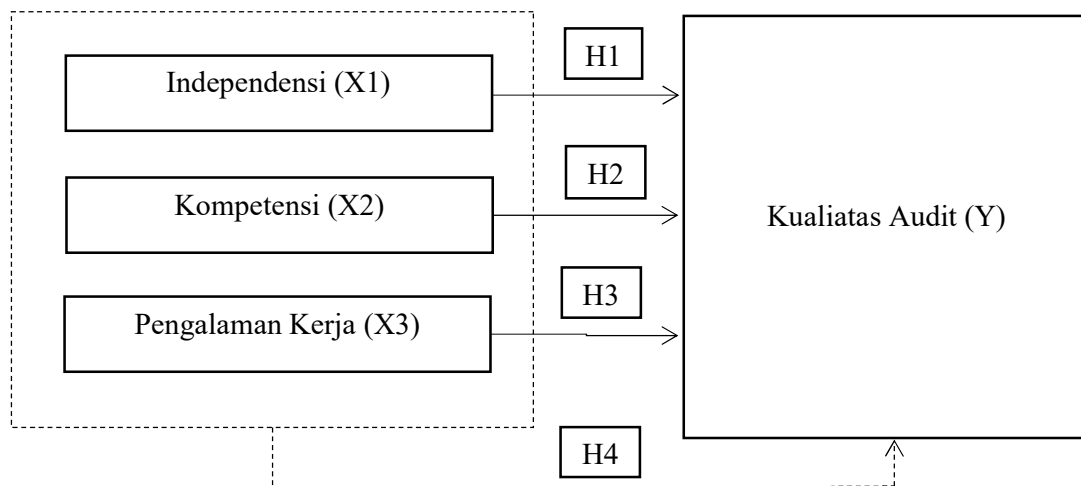 H1
Independensi (X1)
H2
Kompetensi (X2)
Kualiatas Audit (Y)
H3
Pengalaman Kerja (X3)
H4